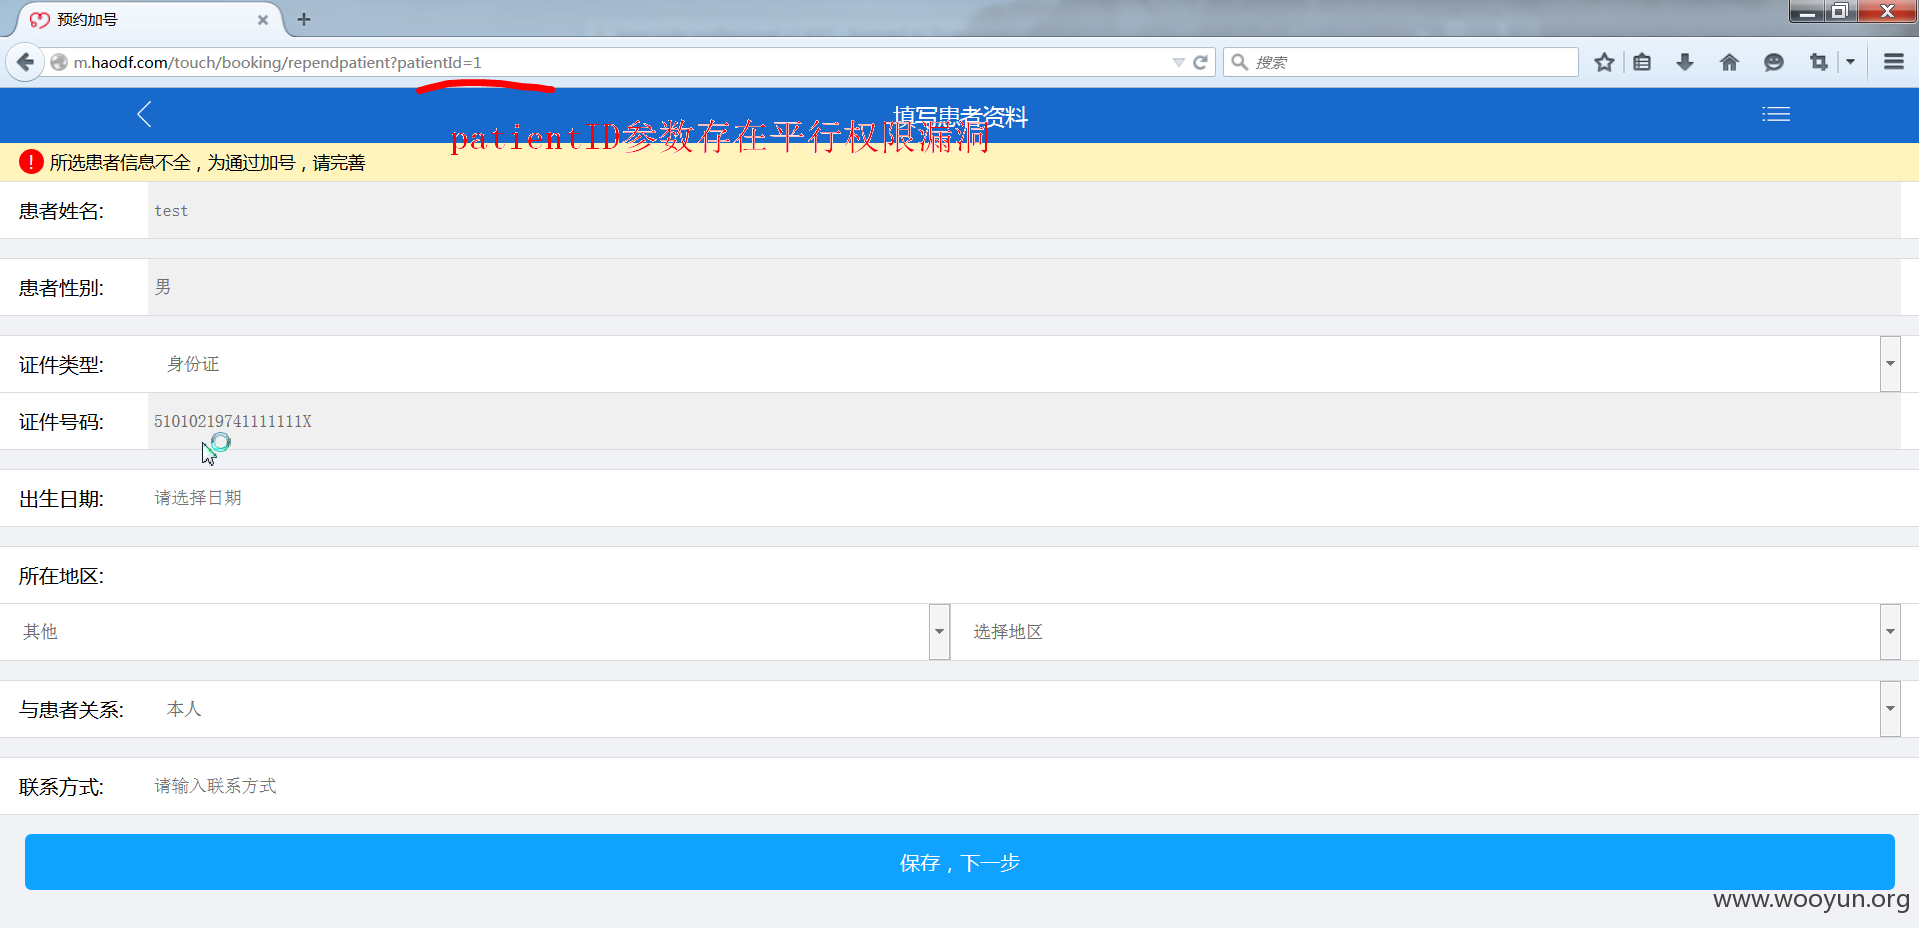 预约加号
m.haodf.com/touch/booking/rependpatient?patientId=1
搜索
填写患者资料
patientID参数存在平行权限漏洞
所选患者信息不全，为通过加号，请完善
患者姓名: test
患者性别: 男
证件类型: 身份证
证件号码: 51010219741111111X
出生日期: 请选择日期
所在地区:
其他 选择地区
与患者关系: 本人
联系方式: 请输入联系方式
保存，下一步
www.wooyun.org